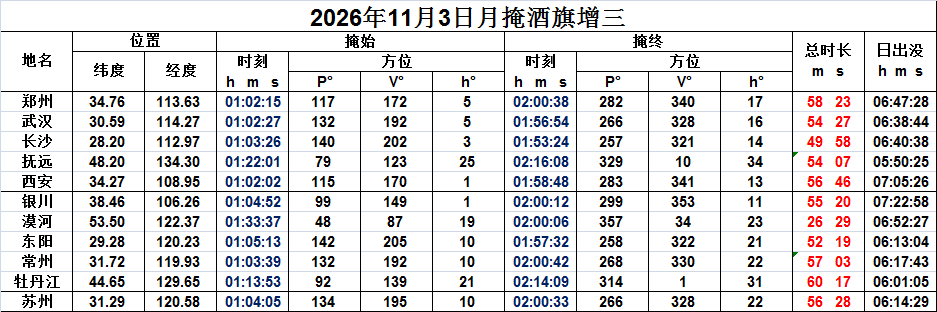 2026年11月3日月掩酒旗增三
地名 位置 掩始 掩终 总时长 日出没
纬度 经度 时刻 方位 时刻 方位 m s h m s
h m s P° V° h° h m s P° V° h°
郑州 34.76 113.63 01:02:15 117 172 5 02:00:38 282 340 17 58 23 06:47:28
武汉 30.59 114.27 01:02:27 132 192 5 01:56:54 266 328 16 54 27 06:38:44
长沙 28.20 112.97 01:03:26 140 202 3 01:53:24 257 321 14 49 58 06:40:38
抚远 48.20 134.30 01:22:01 79 123 25 02:16:08 329 10 34 54 07 05:50:25
西安 34.27 108.95 01:02:02 115 170 1 01:58:48 283 341 13 56 46 07:05:26
银川 38.46 106.26 01:04:52 99 149 1 02:00:12 299 353 11 55 20 07:22:58
漠河 53.50 122.37 01:33:37 48 87 19 02:00:06 357 34 23 26 29 06:52:27
东阳 29.28 120.23 01:05:13 142 205 10 01:57:32 258 322 21 52 19 06:13:04
常州 31.72 119.93 01:03:39 132 192 10 02:00:42 268 330 22 57 03 06:17:43
牡丹江 44.65 129.65 01:13:53 92 139 21 02:14:09 314 1 31 60 17 06:01:05
苏州 31.29 120.58 01:04:05 134 195 10 02:00:33 266 328 22 56 28 06:14:29